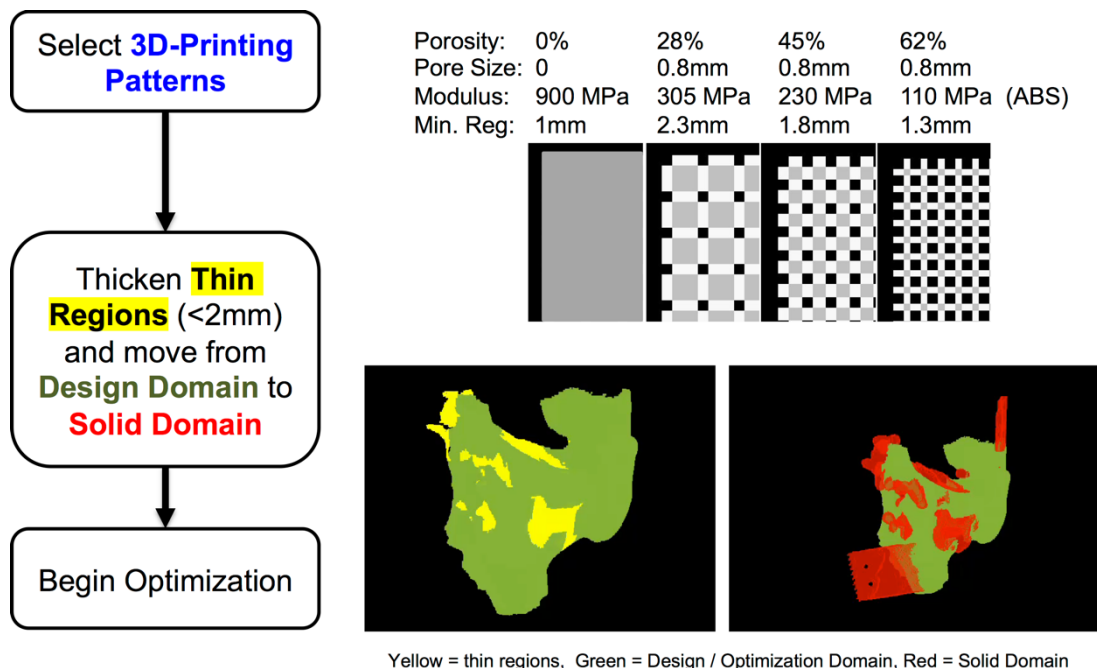 Select 3D-Printing
Patterns
Thicken Thin
Regions (<2mm)
and move from
Design Domain to
Solid Domain
Begin Optimization
Porosity: 0% 28% 45% 62%
Pore Size: 0 0.8mm 0.8mm 0.8mm
Modulus: 900 MPa 305 MPa 230 MPa 110 MPa (ABS)
Min. Reg: 1mm 2.3mm 1.8mm 1.3mm
Yellow = thin regions, Green = Design / Optimization Domain, Red = Solid Domain